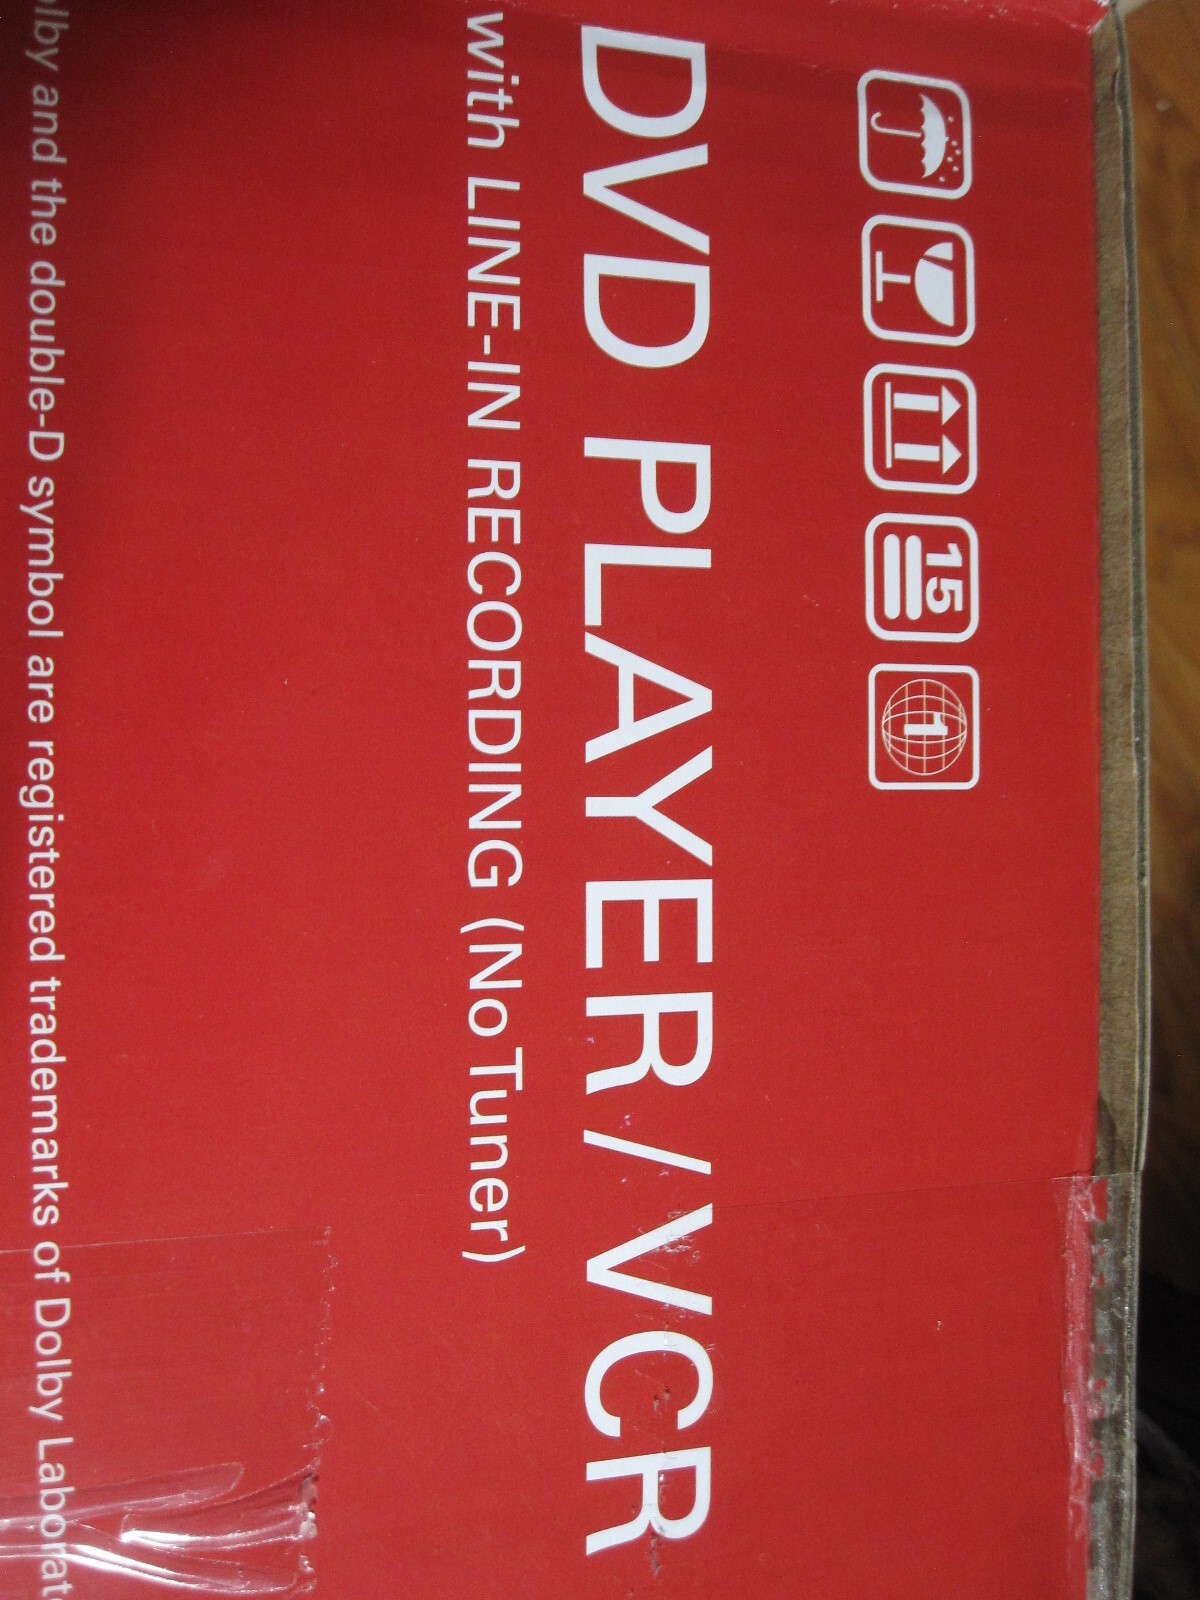 15
1
DVD PLAYER / VCR
with LINE-IN RECORDING (No Tuner)
and the double-D symbol are registered trademarks of Dolby